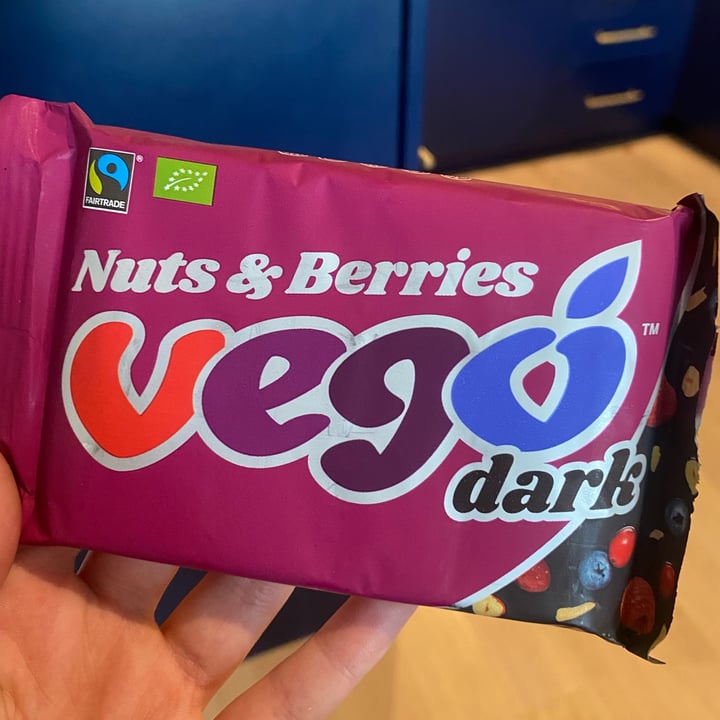 FAIRTRADE
®
Nuts & Berries
vego
TM
dark